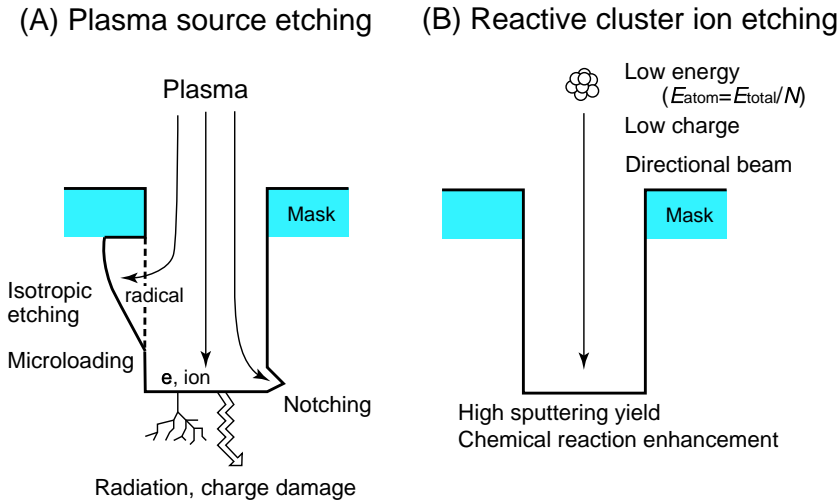 (A) Plasma source etching
Plasma
Mask
radical
Isotropic
etching
Microloading
e, ion
Notching
Radiation, charge damage
(B) Reactive cluster ion etching
Low energy
(Eatom=Etotal/N)
Low charge
Directional beam
Mask
High sputtering yield
Chemical reaction enhancement